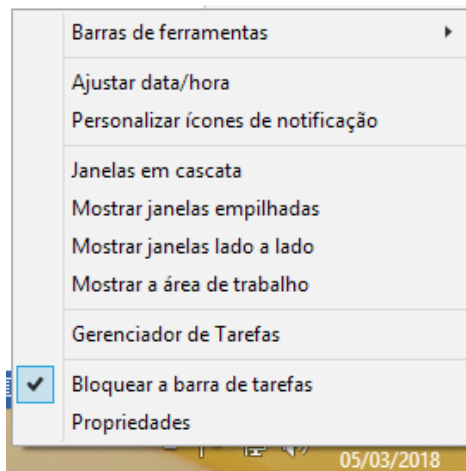 Barras de ferramentas
Ajustar data/hora
Personalizar ícones de notificação
Janelas em cascata
Mostrar janelas empilhadas
Mostrar janelas lado a lado
Mostrar a área de trabalho
Gerenciador de Tarefas
Bloquear a barra de tarefas
Propriedades
05/03/2018